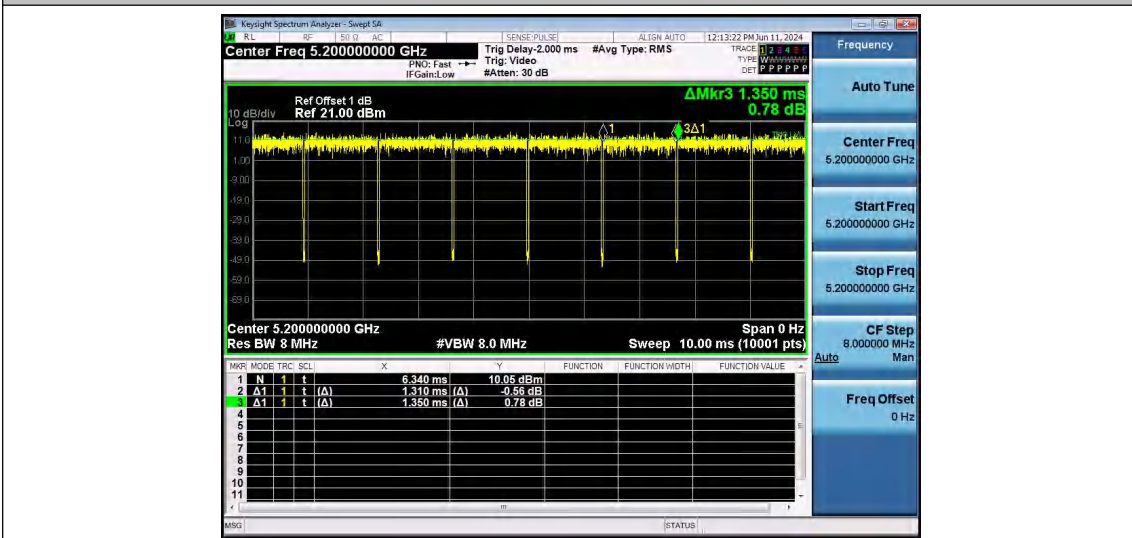 Keysight Spectrum Analyzer - Swept SA
RL RF 50 Ω AC SENSE:PULSE ALIGN AUTO 12:13:22 PM Jun 11, 2024
Center Freq 5.200000000 GHz
PNO: Fast
IFGain:Low
Trig Delay-2.000 ms
Trig: Video
#Atten: 30 dB
#Avg Type: RMS
TRACE 1 2 3 4 5 6
TYPE W
DET P P P P P P
ΔMkr3 1.350 ms
0.78 dB
Ref Offset 1 dB
10 dB/div Ref 21.00 dBm
Log
11.0
1.00
-9.00
-19.0
-29.0
-39.0
-49.0
-59.0
-69.0
1
3Δ1
Center 5.200000000 GHz Span 0 Hz
Res BW 8 MHz #VBW 8.0 MHz Sweep 10.00 ms (10001 pts)
MKR MODE TRC SCL X Y FUNCTION FUNCTION WIDTH FUNCTION VALUE
1 N 1 t 6.340 ms 10.05 dBm
2 Δ1 1 t (Δ) 1.310 ms (Δ) -0.56 dB
3 Δ1 1 t (Δ) 1.350 ms (Δ) 0.78 dB
4
5
6
7
8
9
10
11
MSG STATUS
Frequency
Auto Tune
Center Freq
5.200000000 GHz
Start Freq
5.200000000 GHz
Stop Freq
5.200000000 GHz
CF Step
8.000000 MHz
Auto Man
Freq Offset
0 Hz